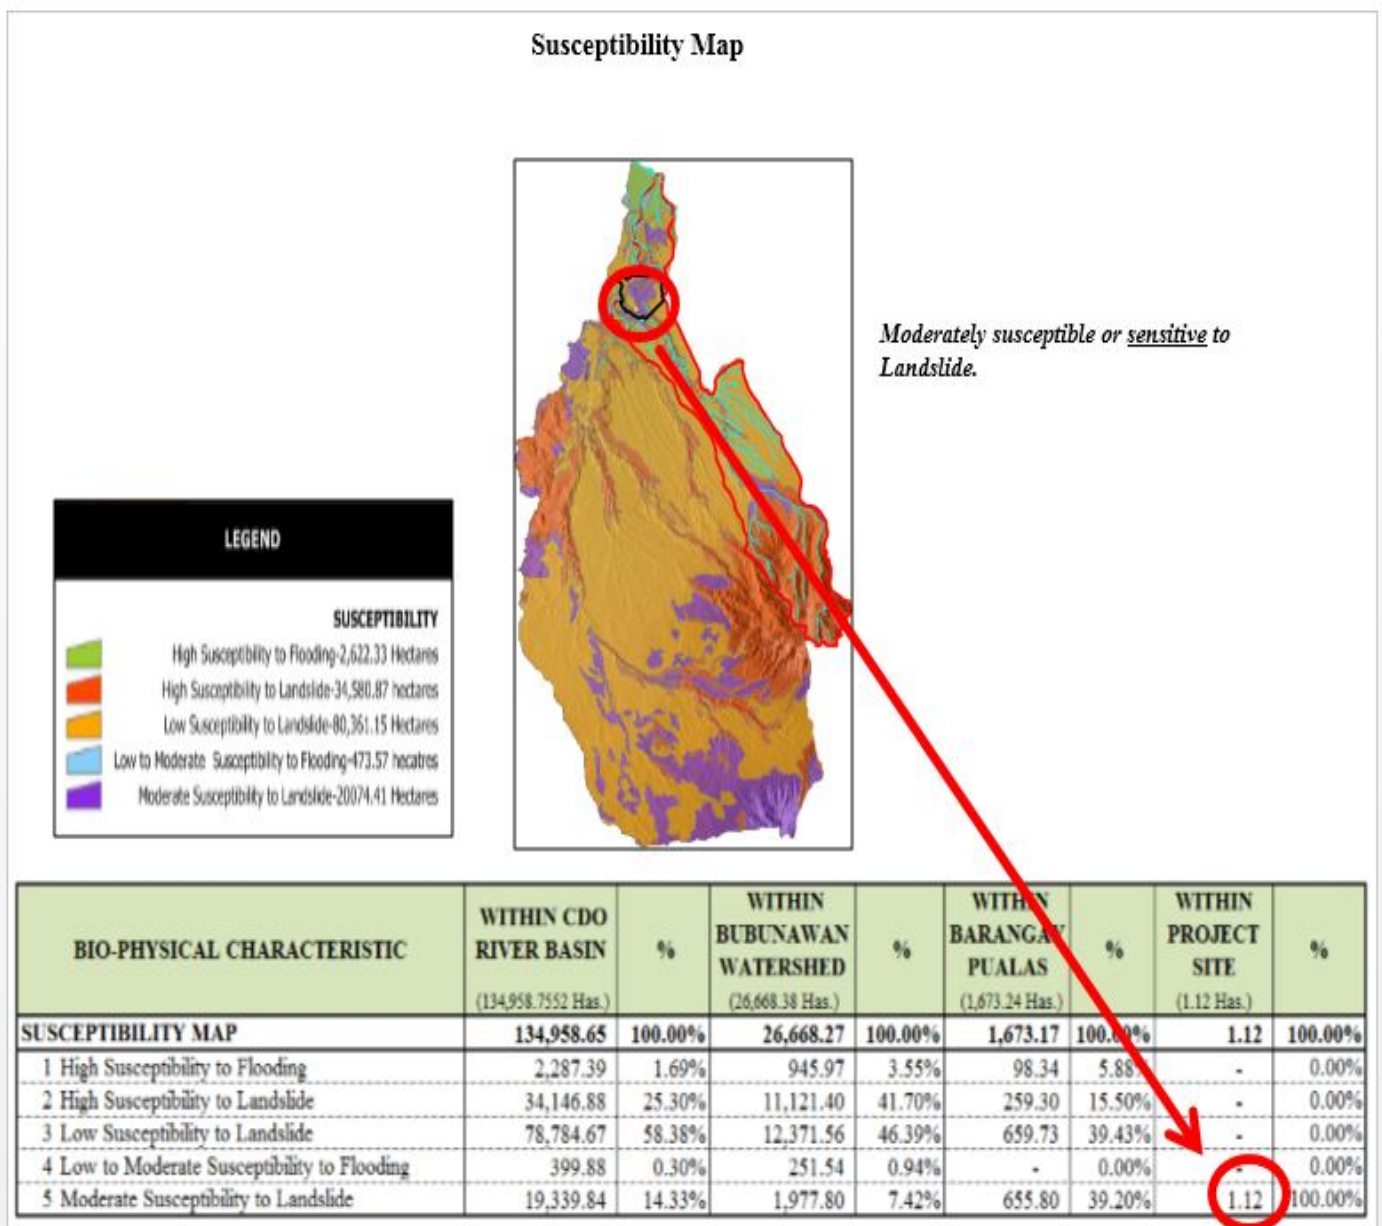 Susceptibility Map
Moderately susceptible or sensitive to
Landslide.
LEGEND
SUSCEPTIBILITY
High Susceptibility to Flooding-2,622.33 Hectares
High Susceptibility to Landslide-34,580.87 hectares
Low Susceptibility to Landslide-80,361.15 Hectares
Low to Moderate Susceptibility to Flooding-473.57 hecatres
Moderate Susceptibility to Landslide-20074.41 Hectares
BIO-PHYSICAL CHARACTERISTIC WITHIN CDO RIVER BASIN (134,958.7552 Has.) % WITHIN BUBUNAWAN WATERSHED (26,668.38 Has.) % WITHIN BARANGAY PUALAS (1,673.24 Has.) % WITHIN PROJECT SITE (1.12 Has.) %
SUSCEPTIBILITY MAP 134,958.65 100.00% 26,668.27 100.00% 1,673.17 100.00% 1.12 100.00%
1 High Susceptibility to Flooding 2,287.39 1.69% 945.97 3.55% 98.34 5.88% - 0.00%
2 High Susceptibility to Landslide 34,146.88 25.30% 11,121.40 41.70% 259.30 15.50% - 0.00%
3 Low Susceptibility to Landslide 78,784.67 58.38% 12,371.56 46.39% 659.73 39.43% - 0.00%
4 Low to Moderate Susceptibility to Flooding 399.88 0.30% 251.54 0.94% - 0.00% - 0.00%
5 Moderate Susceptibility to Landslide 19,339.84 14.33% 1,977.80 7.42% 655.80 39.20% 1.12 100.00%